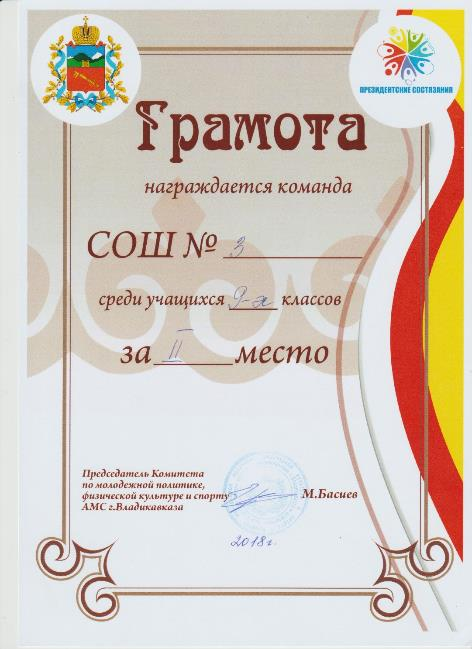 ПРЕЗИДЕНТСКИЕ СОСТЯЗАНИЯ
Грамота
награждается команда
СОШ № 3
среди учащихся 9-х классов
за II место
Председатель Комитета
по молодежной политике,
физической культуре и спорту
АМС г.Владикавказа
М.Басиев
2018г.